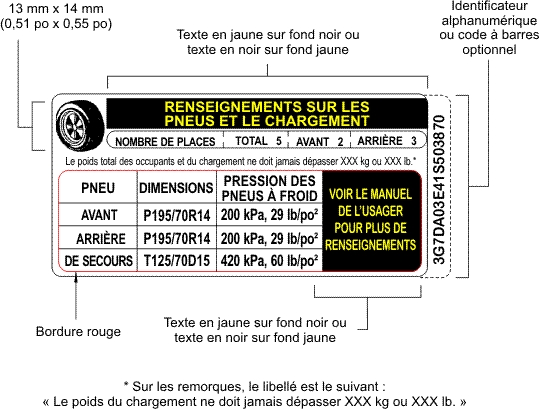 13 mm x 14 mm
(0,51 po x 0,55 po)
Texte en jaune sur fond noir ou
texte en noir sur fond jaune
Identificateur
alphanumérique
ou code à barres
optionnel
RENSEIGNEMENTS SUR LES
PNEUS ET LE CHARGEMENT
NOMBRE DE PLACES TOTAL 5 AVANT 2 ARRIÈRE 3
Le poids total des occupants et du chargement ne doit jamais dépasser XXX kg ou XXX lb.*
PNEU DIMENSIONS PRESSION DES
PNEUS À FROID
AVANT P195/70R14 200 kPa, 29 lb/po²
ARRIÈRE P195/70R14 200 kPa, 29 lb/po²
DE SECOURS T125/70D15 420 kPa, 60 lb/po²
VOIR LE MANUEL
DE L'USAGER
POUR PLUS DE
RENSEIGNEMENTS
3G7DA03E41S503870
Bordure rouge
Texte en jaune sur fond noir ou
texte en noir sur fond jaune
* Sur les remorques, le libellé est le suivant :
« Le poids du chargement ne doit jamais dépasser XXX kg ou XXX lb. »